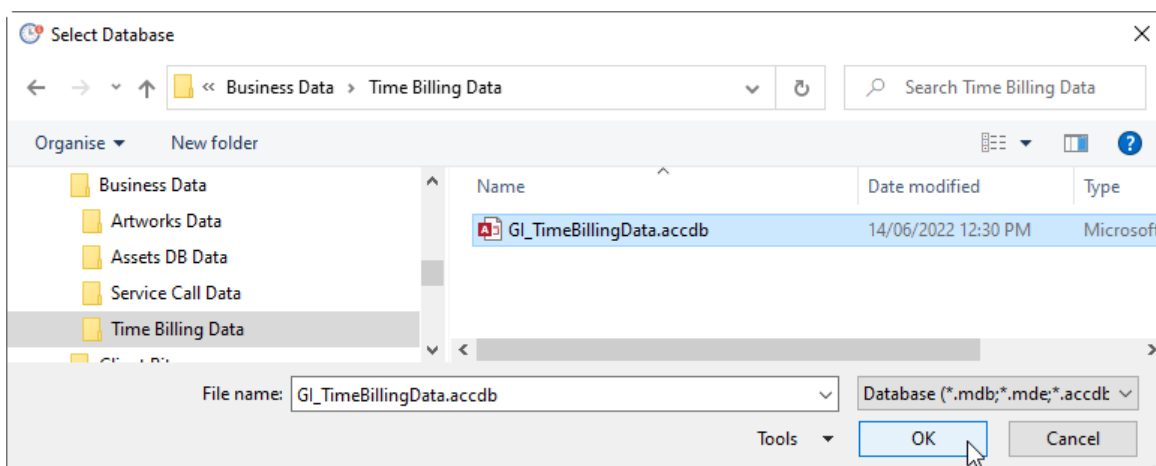 Select Database
« Business Data > Time Billing Data
Search Time Billing Data
Organise
New folder
Business Data
Artworks Data
Assets DB Data
Service Call Data
Time Billing Data
Name
Date modified
Type
GI_TimeBillingData.accdb
14/06/2022 12:30 PM
Microsoft
File name:
GI_TimeBillingData.accdb
Database (*.mdb;*.mde;*.accdb
Tools
OK
Cancel